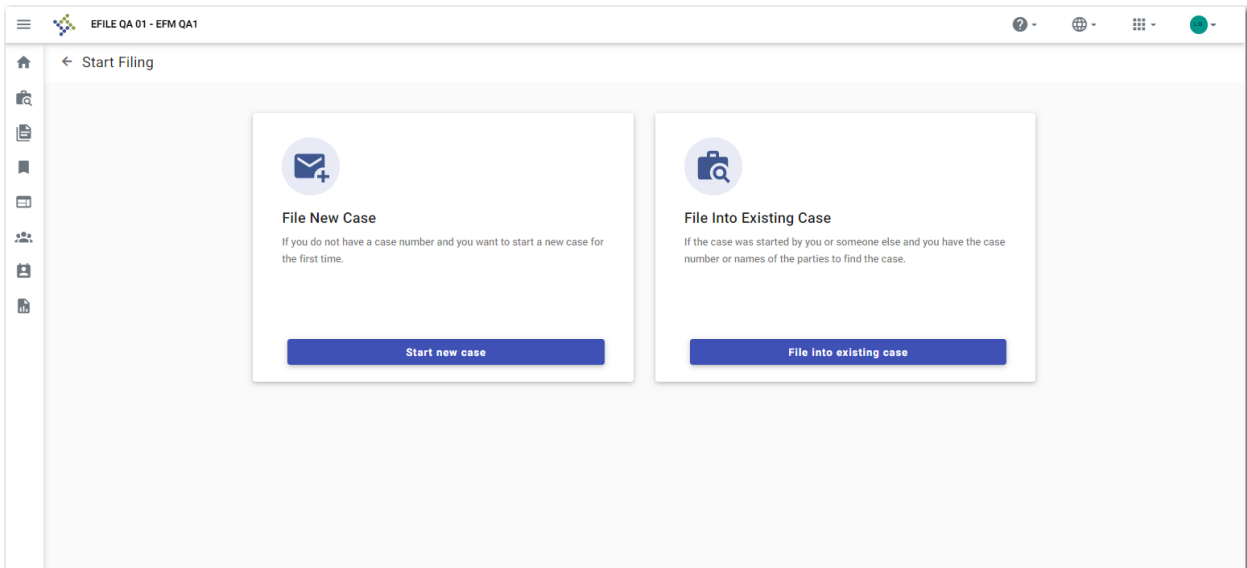 EFILE QA 01 - EFM QA1
LO
Start Filing
File New Case
If you do not have a case number and you want to start a new case for
the first time.
Start new case
File Into Existing Case
If the case was started by you or someone else and you have the case
number or names of the parties to find the case.
File into existing case